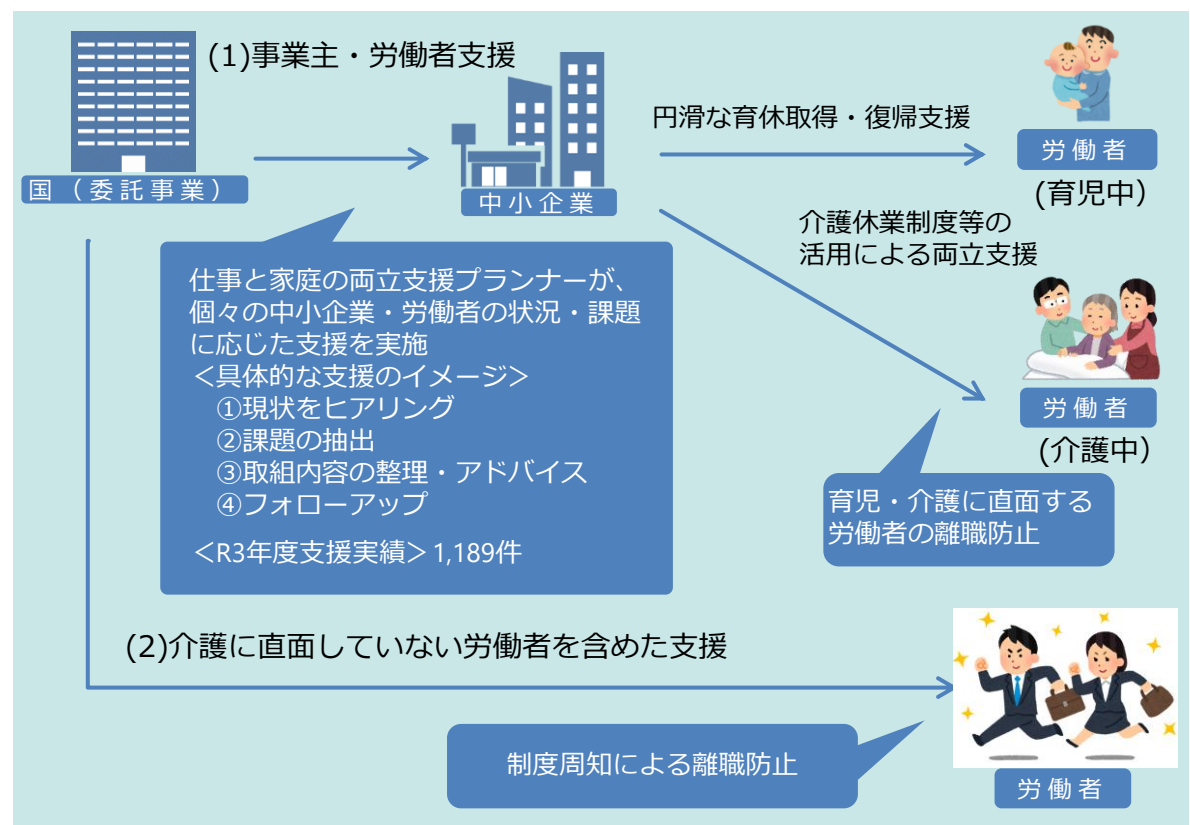 (1)事業主・労働者支援
国（委託事業）
中小企業
円滑な育休取得・復帰支援
労働者
(育児中)
介護休業制度等の
活用による両立支援
労働者
(介護中)
仕事と家庭の両立支援プランナーが、
個々の中小企業・労働者の状況・課題
に応じた支援を実施
＜具体的な支援のイメージ＞
①現状をヒアリング
②課題の抽出
③取組内容の整理・アドバイス
④フォローアップ
＜R3年度支援実績＞1,189件
育児・介護に直面する
労働者の離職防止
(2)介護に直面していない労働者を含めた支援
制度周知による離職防止
労働者